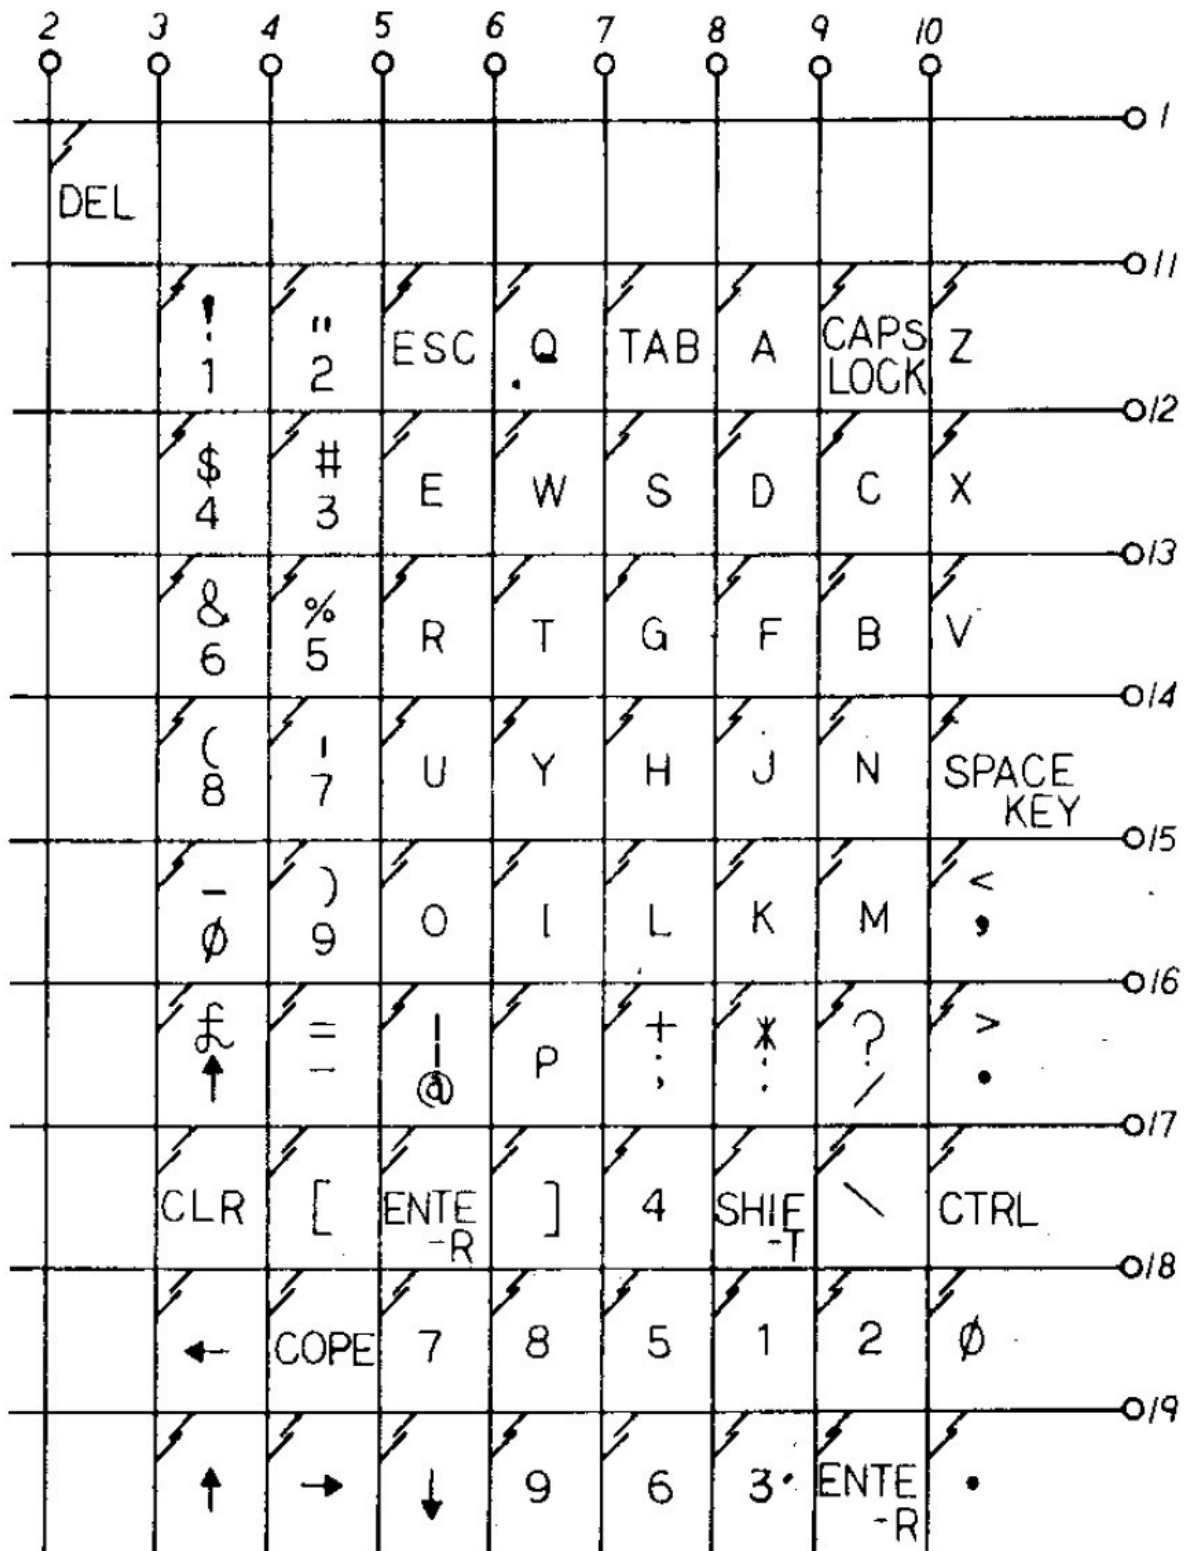 2 3 4 5 6 7 8 9 10
1
DEL
11
! " ESC Q TAB A CAPS Z
1 2 LOCK
12
$ # E W S D C X
4 3
13
& % R T G F B V
6 5
14
( ' U Y H J N SPACE
8 7 KEY
15
_ ) O I L K M <
Ø 9 ,
16
£ = | P + * ? >
↑ - @ ; : / .
17
CLR [ ENTE ] 4 SHIF \ CTRL
-R -T
18
← COPE 7 8 5 1 2 Ø
19
↑ → ↓ 9 6 3 ENTE .
-R